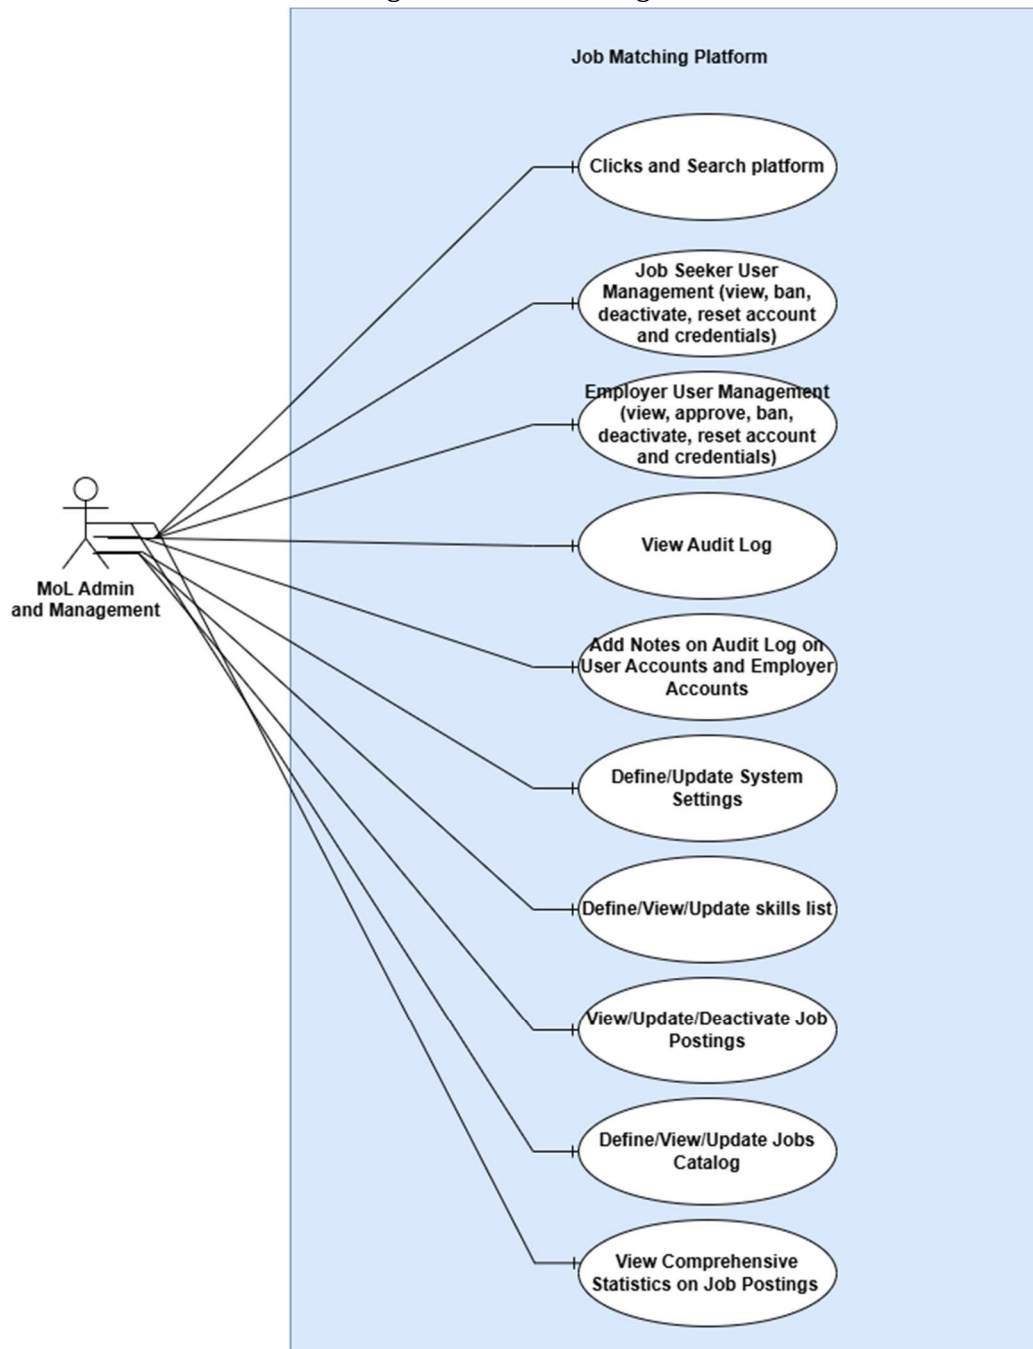 Job Matching Platform
Clicks and Search platform
Job Seeker User
Management (view, ban,
deactivate, reset account
and credentials)
Employer User Management
(view, approve, ban,
deactivate, reset account
and credentials)
View Audit Log
MoL Admin
and Management
Add Notes on Audit Log on
User Accounts and Employer
Accounts
Define/Update System
Settings
Define/View/Update skills list
View/Update/Deactivate Job
Postings
Define/View/Update Jobs
Catalog
View Comprehensive
Statistics on Job Postings